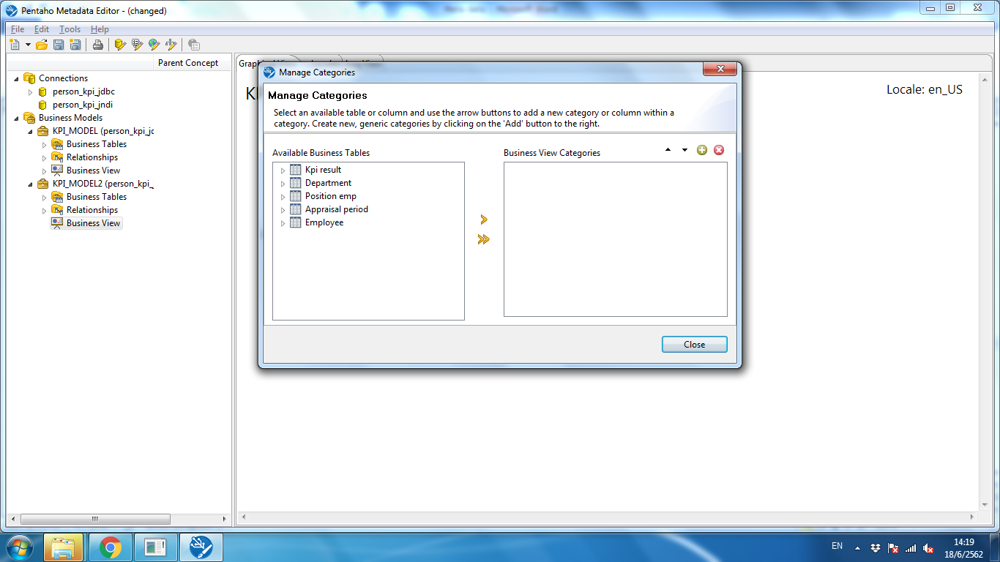 Pentaho Metadata Editor - (changed)
File Edit Tools Help
Parent Concept
Connections
person_kpi_jdbc
person_kpi_jndi
Business Models
KPI_MODEL (person_kpi_jc
Business Tables
Relationships
Business View
KPI_MODEL2 (person_kpi_
Business Tables
Relationships
Business View
Locale: en_US
Manage Categories
Manage Categories
Select an available table or column and use the arrow buttons to add a new category or column within a
category. Create new, generic categories by clicking on the 'Add' button to the right.
Available Business Tables
Kpi result
Department
Position emp
Appraisal period
Employee
Business View Categories
Close
EN
14:19
18/6/2562